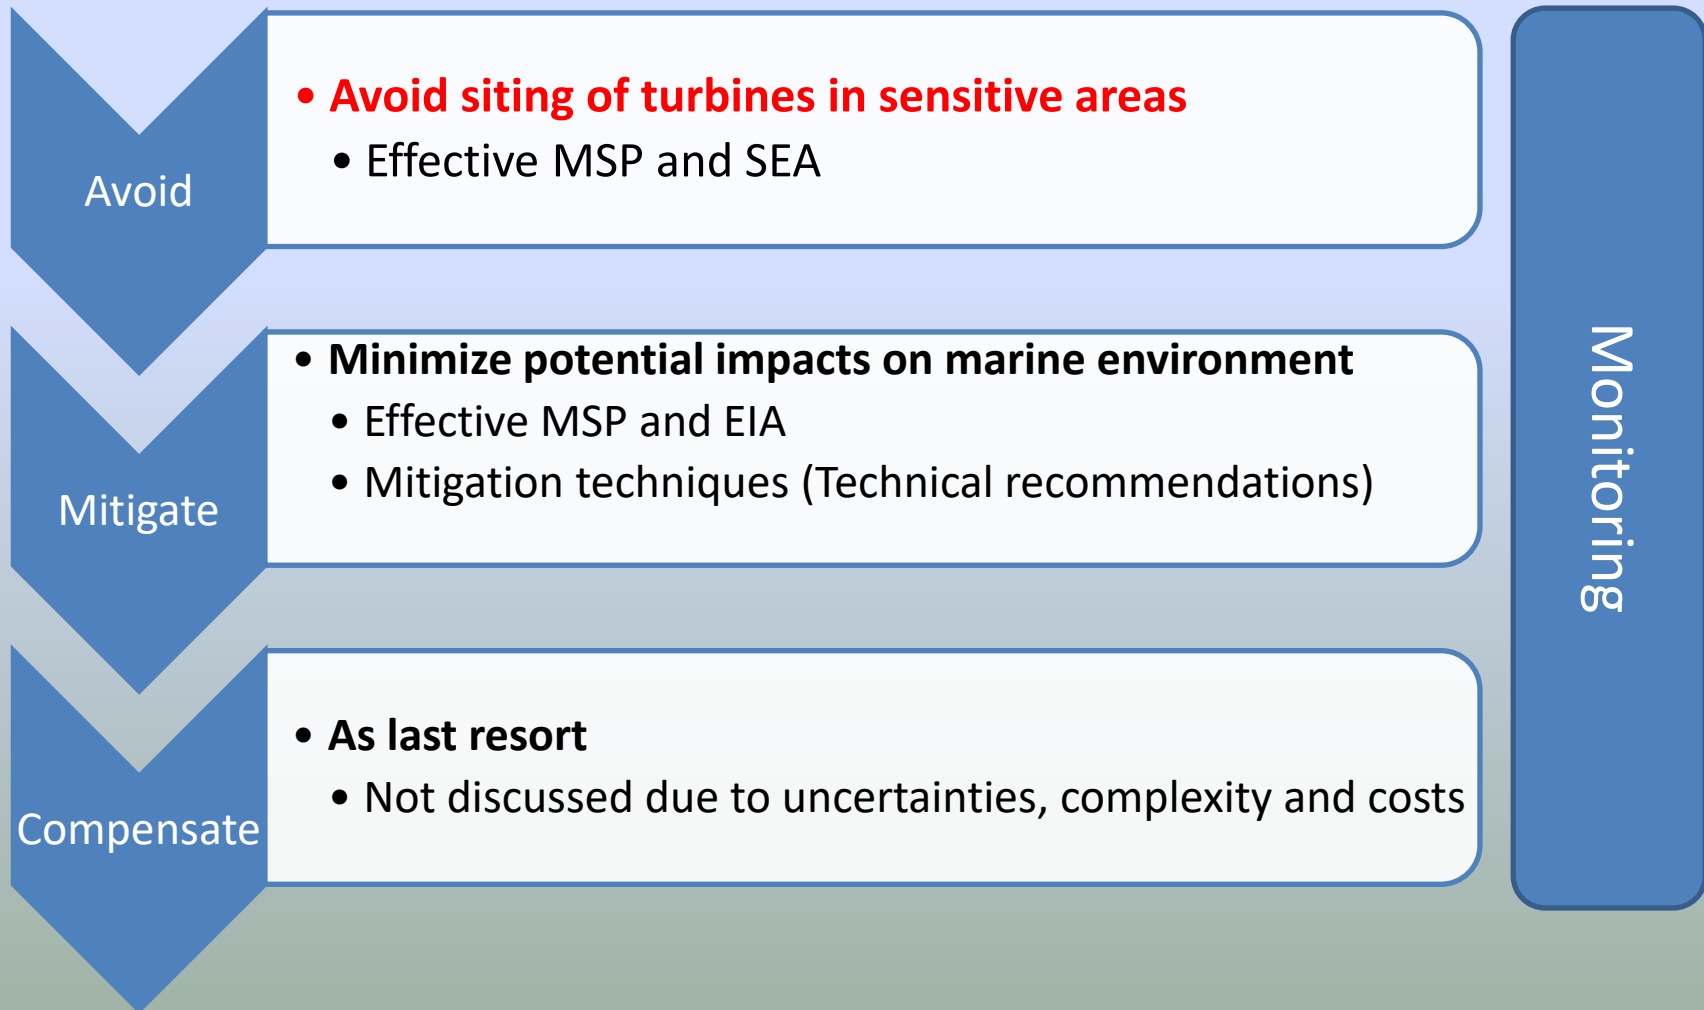 Avoid
• Avoid siting of turbines in sensitive areas
• Effective MSP and SEA
Mitigate
• Minimize potential impacts on marine environment
• Effective MSP and EIA
• Mitigation techniques (Technical recommendations)
Compensate
• As last resort
• Not discussed due to uncertainties, complexity and costs
Monitoring